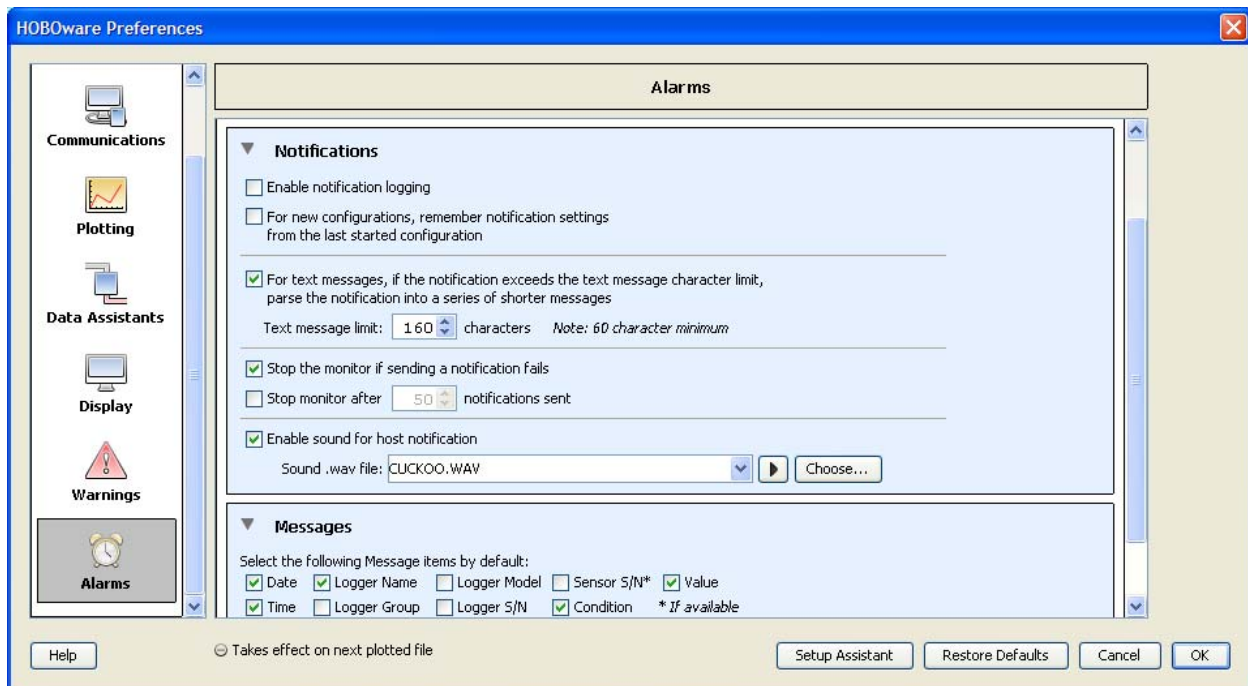 HOBOware Preferences
Communications
Plotting
Data Assistants
Display
Warnings
Alarms
Alarms
Notifications
Enable notification logging
For new configurations, remember notification settings
from the last started configuration
For text messages, if the notification exceeds the text message character limit,
parse the notification into a series of shorter messages
Text message limit: 160 characters Note: 60 character minimum
Stop the monitor if sending a notification fails
Stop monitor after 50 notifications sent
Enable sound for host notification
Sound .wav file: CUCKOO.WAV Choose...
Messages
Select the following Message items by default:
Date Logger Name Logger Model Sensor S/N* Value
Time Logger Group Logger S/N Condition * If available
Help Takes effect on next plotted file Setup Assistant Restore Defaults Cancel OK